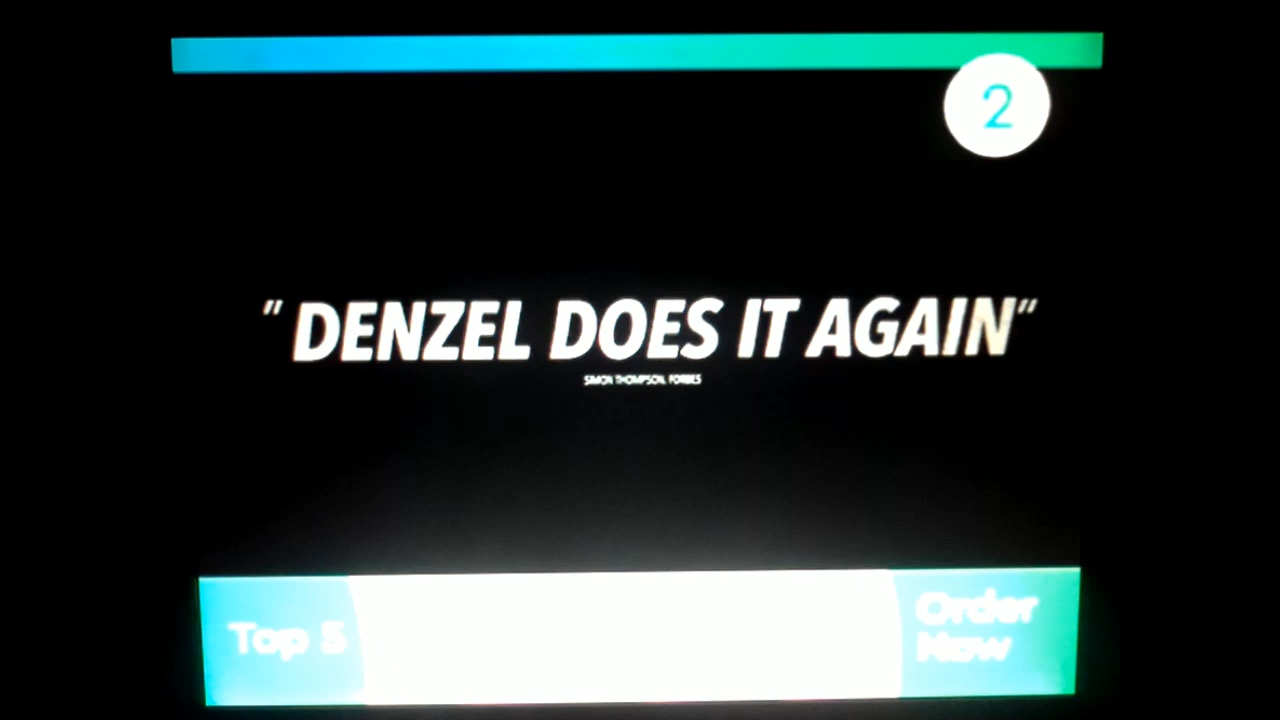 2
" DENZEL DOES IT AGAIN"
SIMON THOMPSON, FORBES
Top 5
Order
Now